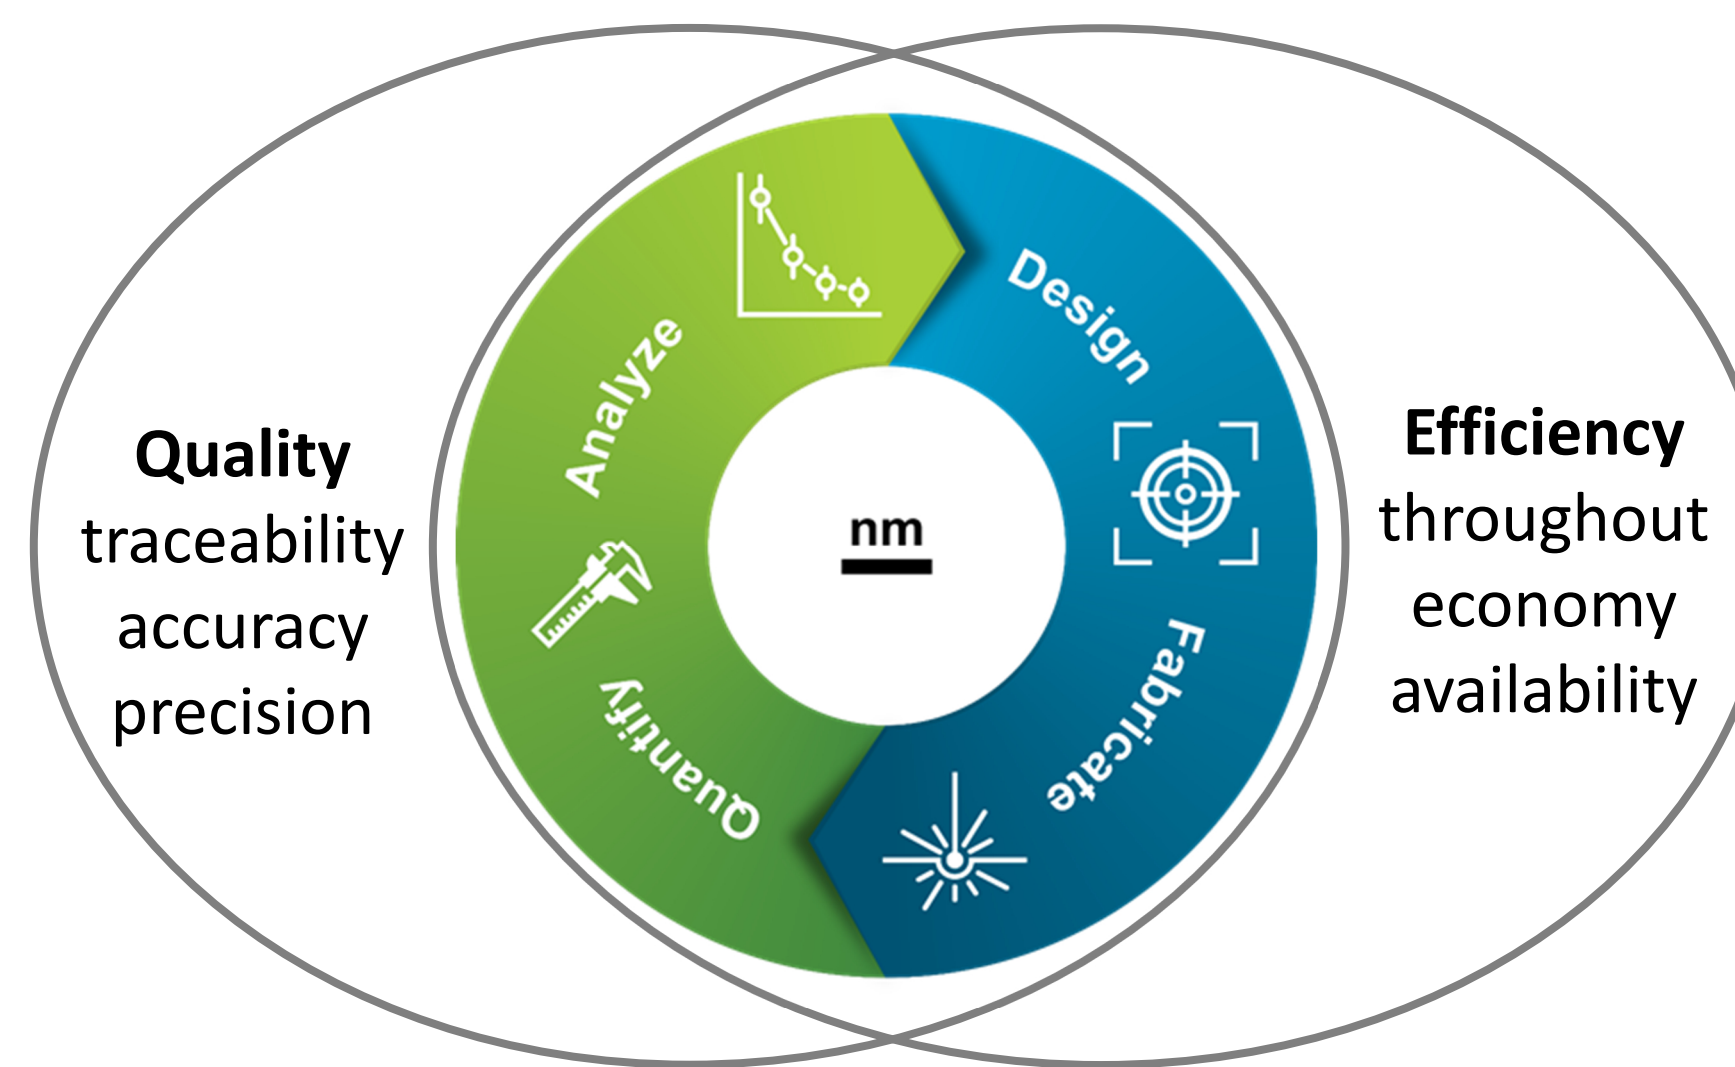 Quality
traceability
accuracy
precision
Analyze
Quantify
nm
Design
Fabricate
Efficiency
throughout
economy
availability